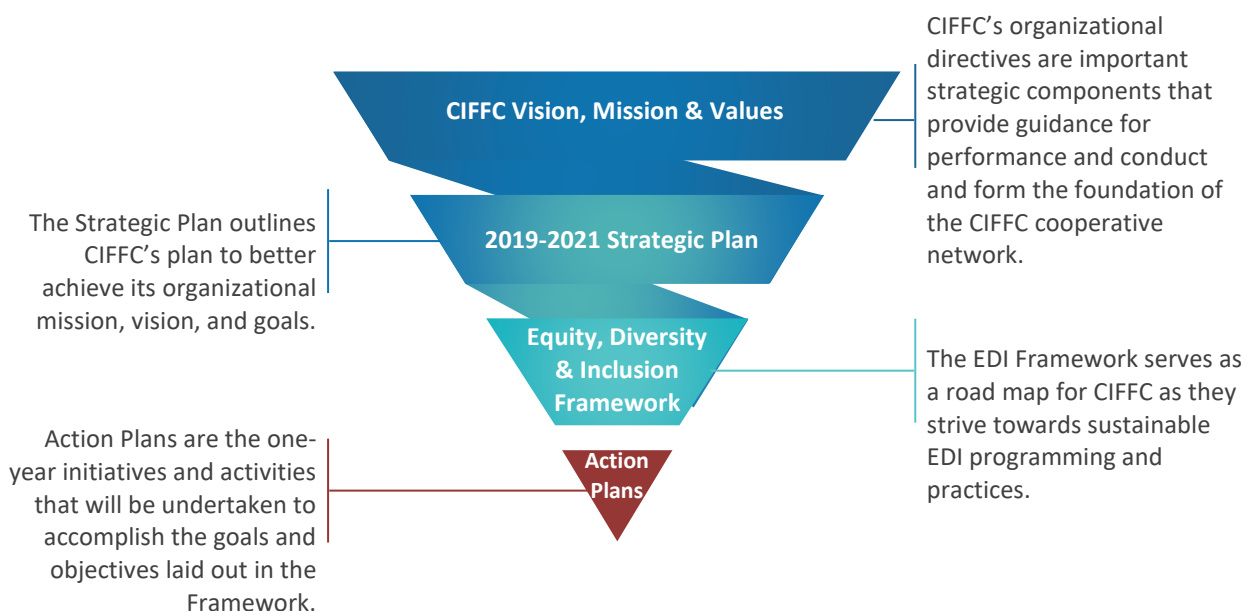 CIFFC Vision, Mission & Values
CIFFC’s organizational
directives are important
strategic components that
provide guidance for
performance and conduct
and form the foundation of
the CIFFC cooperative
network.
2019-2021 Strategic Plan
The Strategic Plan outlines
CIFFC’s plan to better
achieve its organizational
mission, vision, and goals.
Equity, Diversity
& Inclusion
Framework
The EDI Framework serves as
a road map for CIFFC as they
strive towards sustainable
EDI programming and
practices.
Action
Plans
Action Plans are the one-
year initiatives and activities
that will be undertaken to
accomplish the goals and
objectives laid out in the
Framework.